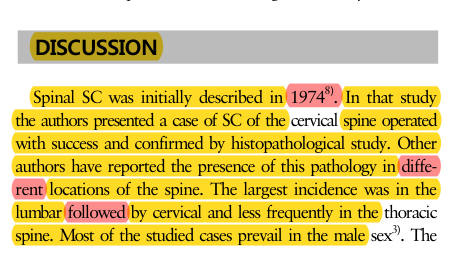 DISCUSSION
Spinal SC was initially described in 1974⁸⁾. In that study
the authors presented a case of SC of the cervical spine operated
with success and confirmed by histopathological study. Other
authors have reported the presence of this pathology in diffe-
rent locations of the spine. The largest incidence was in the
lumbar followed by cervical and less frequently in the thoracic
spine. Most of the studied cases prevail in the male sex³⁾. The